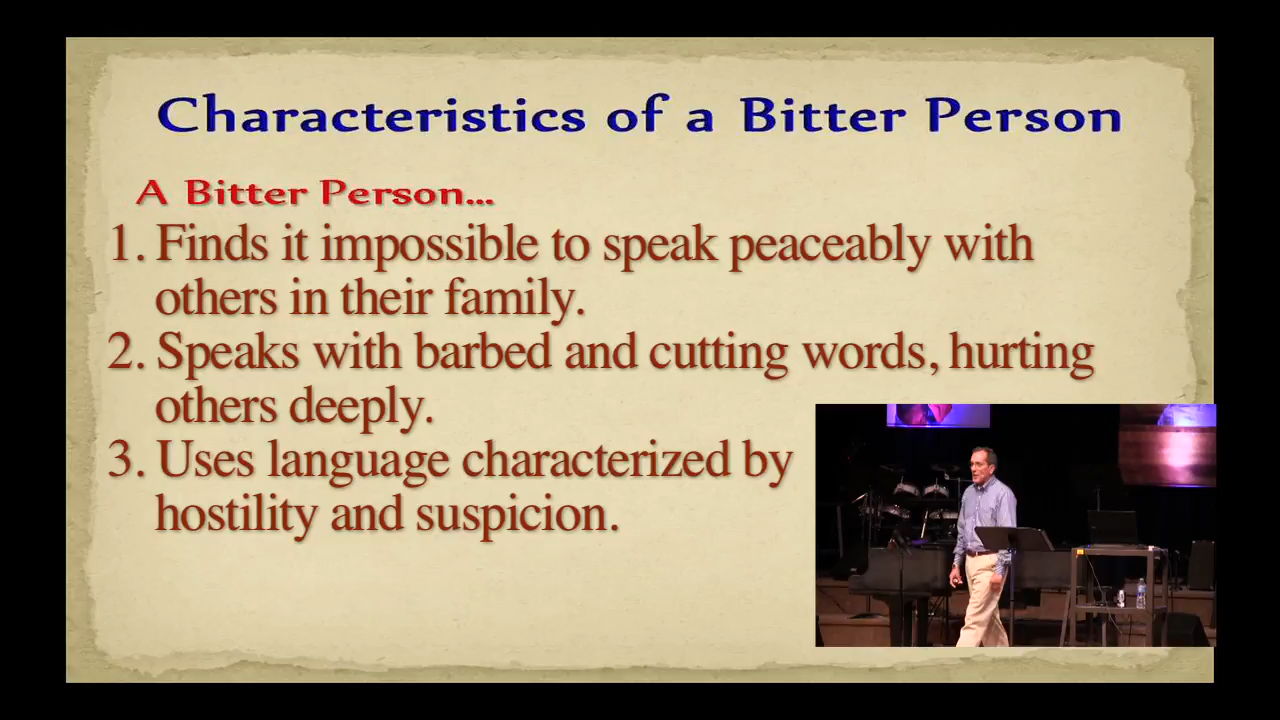 Characteristics of a Bitter Person
A Bitter Person...
1. Finds it impossible to speak peaceably with
others in their family.
2. Speaks with barbed and cutting words, hurting
others deeply.
3. Uses language characterized by
hostility and suspicion.